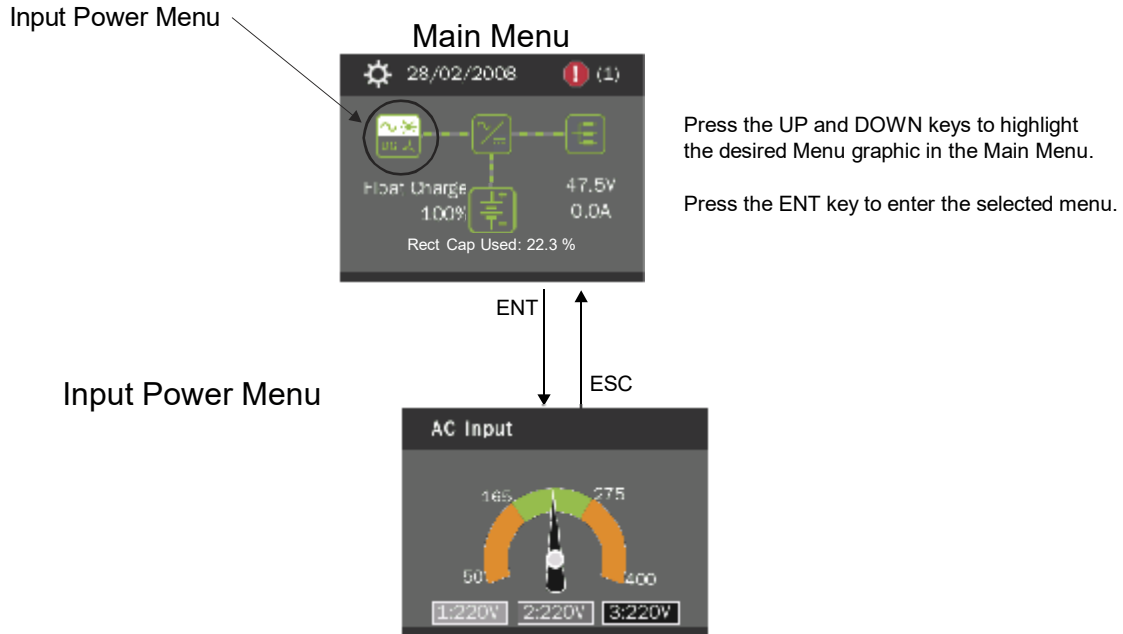 Input Power Menu
Main Menu
28/02/2008 (1)
Press the UP and DOWN keys to highlight
the desired Menu graphic in the Main Menu.
Float Charge 47.5V
100% 0.0A
Press the ENT key to enter the selected menu.
Rect Cap Used: 22.3 %
ENT
ESC
Input Power Menu
AC Input
165 275
50 400
1:220V 2:220V 3:220V